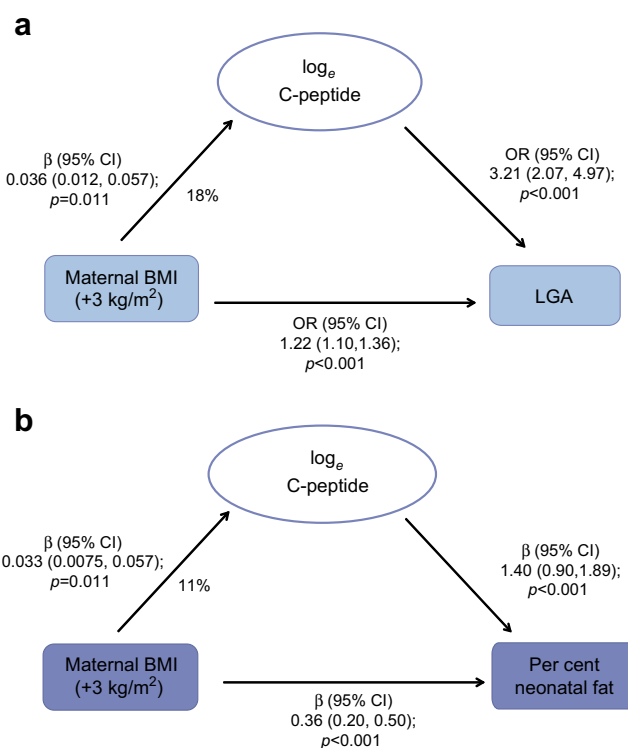 a
log e
C-peptide
β (95% CI)
0.036 (0.012, 0.057);
p=0.011
18%
OR (95% CI)
3.21 (2.07, 4.97);
p<0.001
Maternal BMI
(+3 kg/m²)
LGA
OR (95% CI)
1.22 (1.10,1.36);
p<0.001
b
log e
C-peptide
β (95% CI)
0.033 (0.0075, 0.057);
p=0.011
11%
β (95% CI)
1.40 (0.90,1.89);
p<0.001
Maternal BMI
(+3 kg/m²)
Per cent
neonatal fat
β (95% CI)
0.36 (0.20, 0.50);
p<0.001